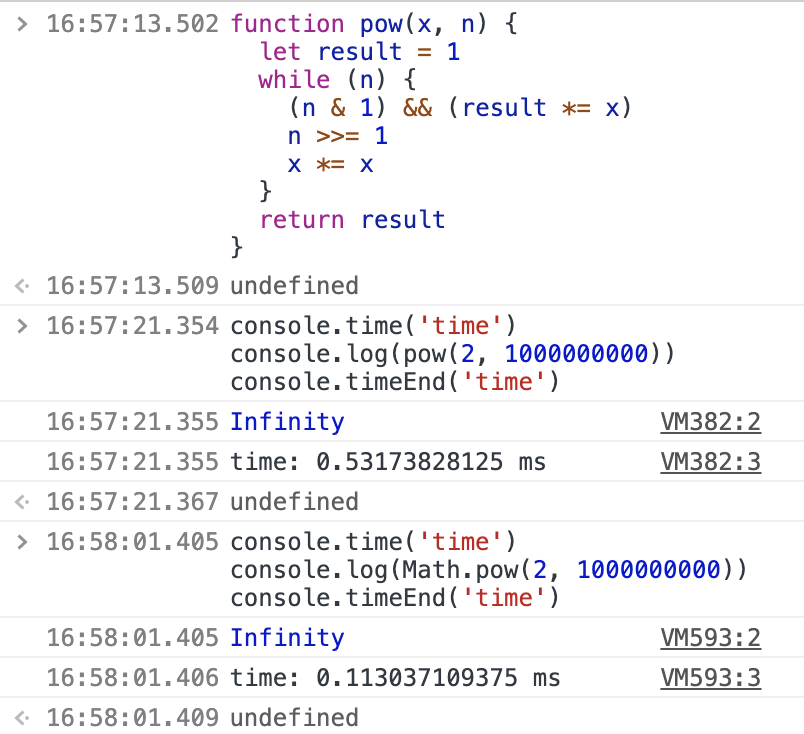 > 16:57:13.502 function pow(x, n) {
  let result = 1
  while (n) {
    (n & 1) && (result *= x)
    n >>= 1
    x *= x
  }
  return result
}
<· 16:57:13.509 undefined
> 16:57:21.354 console.time('time')
console.log(pow(2, 1000000000))
console.timeEnd('time')
16:57:21.355 Infinity VM382:2
16:57:21.355 time: 0.53173828125 ms VM382:3
<· 16:57:21.367 undefined
> 16:58:01.405 console.time('time')
console.log(Math.pow(2, 1000000000))
console.timeEnd('time')
16:58:01.405 Infinity VM593:2
16:58:01.406 time: 0.113037109375 ms VM593:3
<· 16:58:01.409 undefined